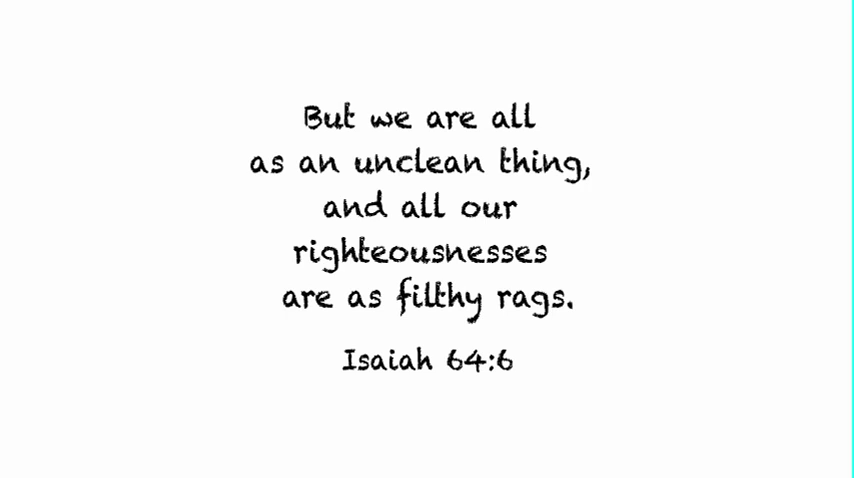 But we are all
as an unclean thing,
and all our
righteousnesses
are as filthy rags.
Isaiah 64:6